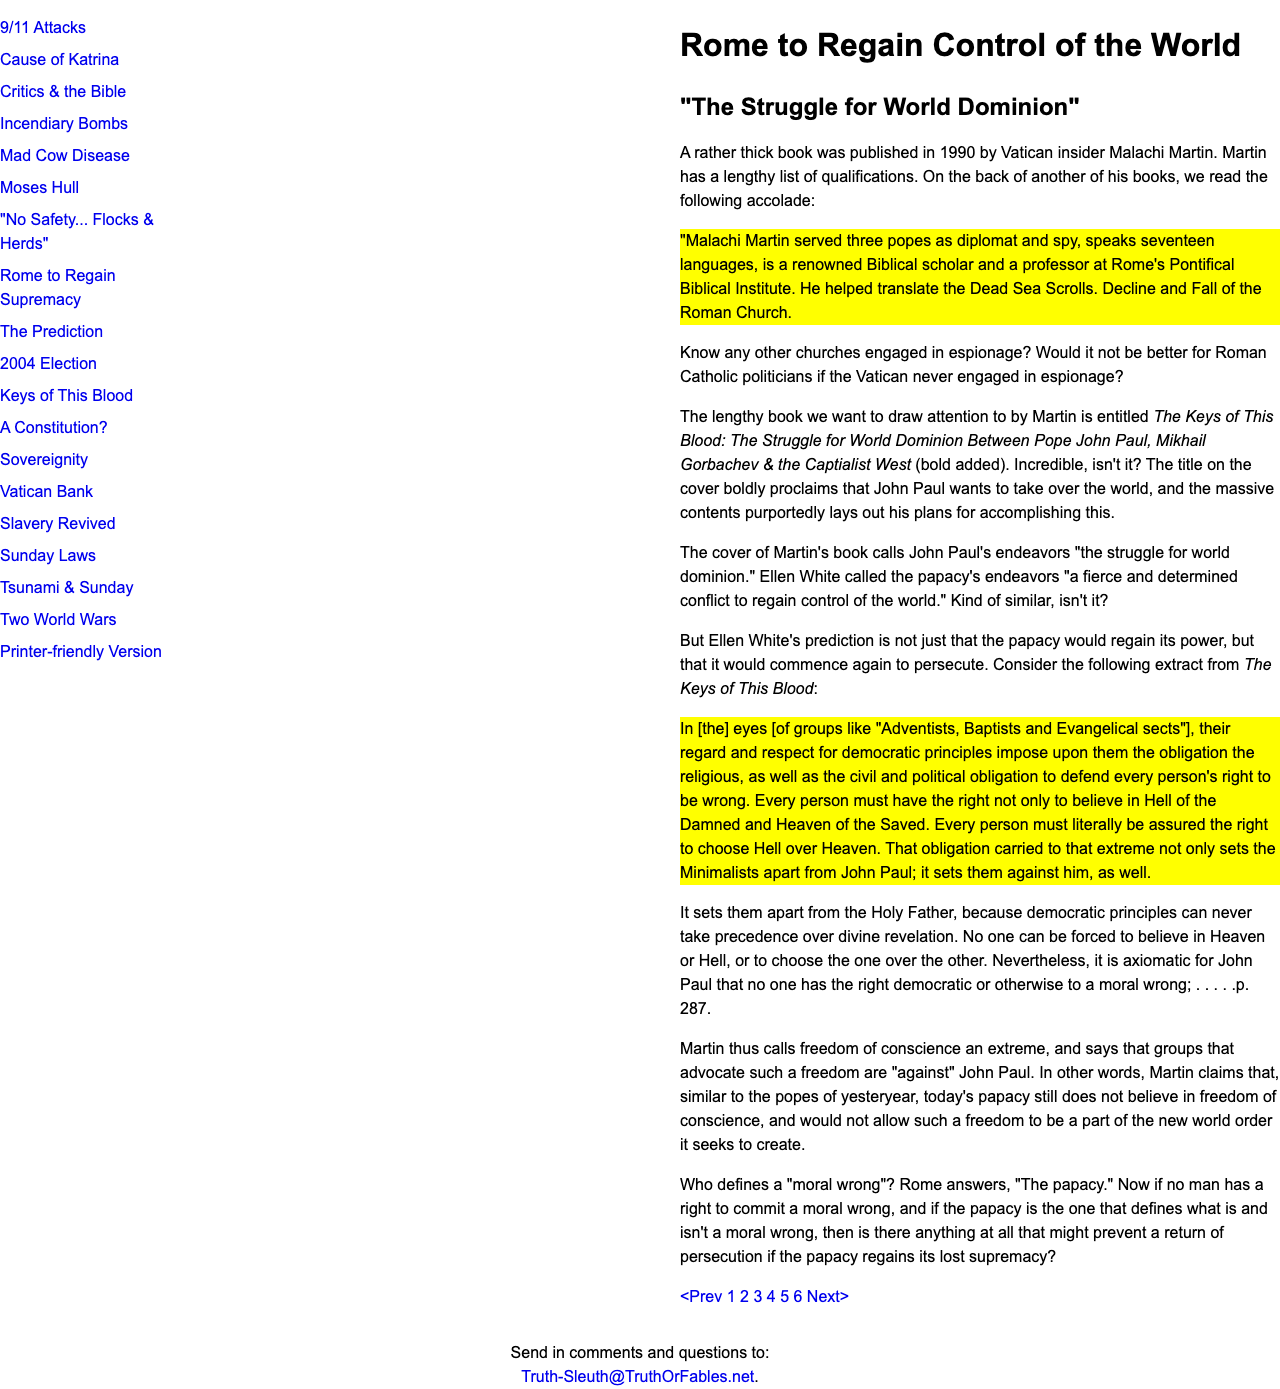 9/11 Attacks
Cause of Katrina
Critics & the Bible
Incendiary Bombs
Mad Cow Disease
Moses Hull
"No Safety... Flocks &
Herds"
Rome to Regain
Supremacy
The Prediction
2004 Election
Keys of This Blood
A Constitution?
Sovereignity
Vatican Bank
Slavery Revived
Sunday Laws
Tsunami & Sunday
Two World Wars
Printer-friendly Version
Rome to Regain Control of the World
"The Struggle for World Dominion"
A rather thick book was published in 1990 by Vatican insider Malachi Martin. Martin
has a lengthy list of qualifications. On the back of another of his books, we read the
following accolade:
"Malachi Martin served three popes as diplomat and spy, speaks seventeen
languages, is a renowned Biblical scholar and a professor at Rome's Pontifical
Biblical Institute. He helped translate the Dead Sea Scrolls. Decline and Fall of the
Roman Church.
Know any other churches engaged in espionage? Would it not be better for Roman
Catholic politicians if the Vatican never engaged in espionage?
The lengthy book we want to draw attention to by Martin is entitled The Keys of This
Blood: The Struggle for World Dominion Between Pope John Paul, Mikhail
Gorbachev & the Captialist West (bold added). Incredible, isn't it? The title on the
cover boldly proclaims that John Paul wants to take over the world, and the massive
contents purportedly lays out his plans for accomplishing this.
The cover of Martin's book calls John Paul's endeavors "the struggle for world
dominion." Ellen White called the papacy's endeavors "a fierce and determined
conflict to regain control of the world." Kind of similar, isn't it?
But Ellen White's prediction is not just that the papacy would regain its power, but
that it would commence again to persecute. Consider the following extract from The
Keys of This Blood:
In [the] eyes [of groups like "Adventists, Baptists and Evangelical sects"], their
regard and respect for democratic principles impose upon them the obligation the
religious, as well as the civil and political obligation to defend every person's right to
be wrong. Every person must have the right not only to believe in Hell of the
Damned and Heaven of the Saved. Every person must literally be assured the right
to choose Hell over Heaven. That obligation carried to that extreme not only sets the
Minimalists apart from John Paul; it sets them against him, as well.
It sets them apart from the Holy Father, because democratic principles can never
take precedence over divine revelation. No one can be forced to believe in Heaven
or Hell, or to choose the one over the other. Nevertheless, it is axiomatic for John
Paul that no one has the right democratic or otherwise to a moral wrong; . . . . .p.
287.
Martin thus calls freedom of conscience an extreme, and says that groups that
advocate such a freedom are "against" John Paul. In other words, Martin claims that,
similar to the popes of yesteryear, today's papacy still does not believe in freedom of
conscience, and would not allow such a freedom to be a part of the new world order
it seeks to create.
Who defines a "moral wrong"? Rome answers, "The papacy." Now if no man has a
right to commit a moral wrong, and if the papacy is the one that defines what is and
isn't a moral wrong, then is there anything at all that might prevent a return of
persecution if the papacy regains its lost supremacy?
<Prev 1 2 3 4 5 6 Next>
Send in comments and questions to:
Truth-Sleuth@TruthOrFables.net.